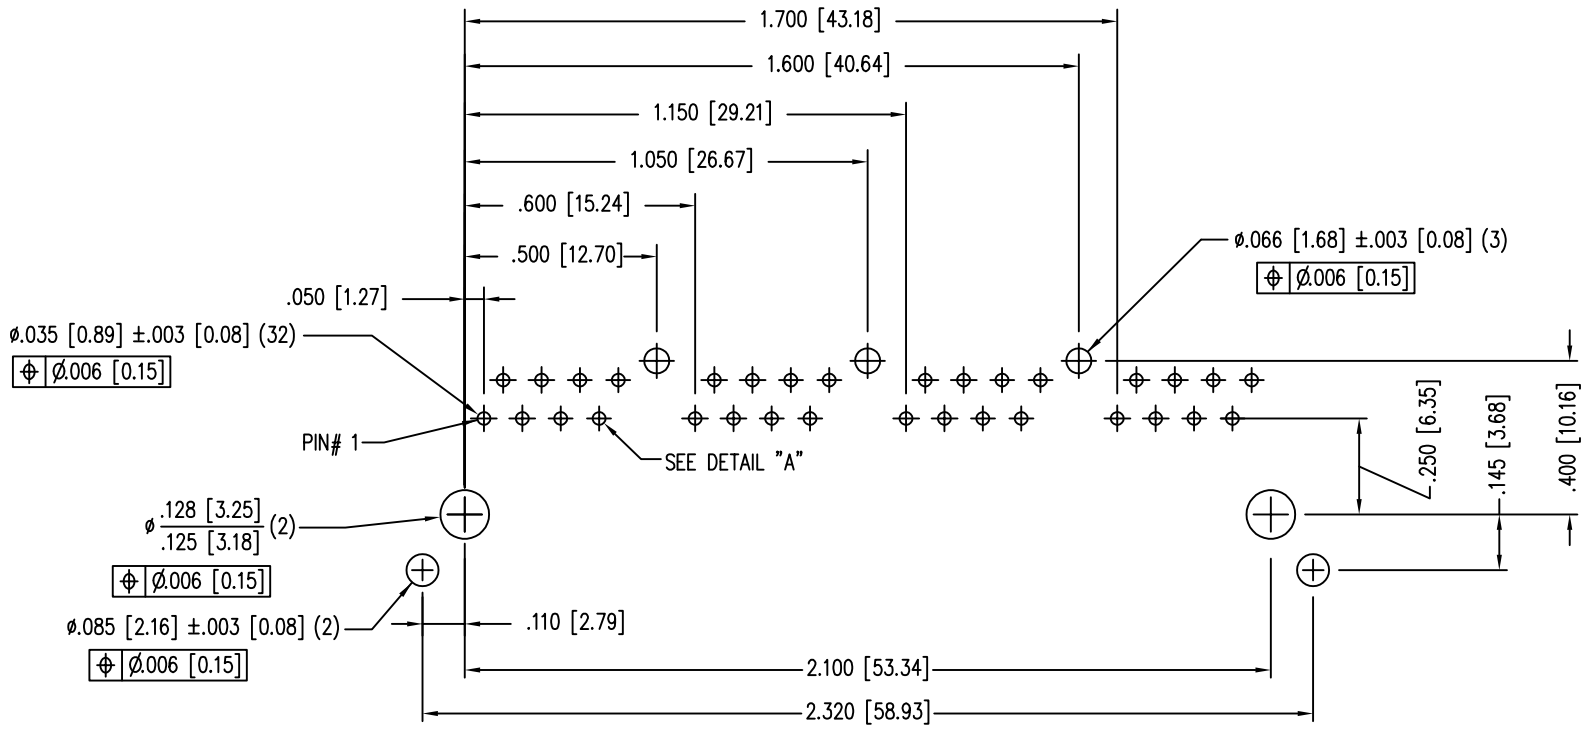 1.700 [43.18]
1.600 [40.64]
1.150 [29.21]
1.050 [26.67]
.600 [15.24]
.500 [12.70]
.050 [1.27]
ø.066 [1.68] ±.003 [0.08] (3)
⌖ Ø.006 [0.15]
ø.035 [0.89] ±.003 [0.08] (32)
⌖ Ø.006 [0.15]
PIN# 1
SEE DETAIL "A"
.250 [6.35]
.145 [3.68]
.400 [10.16]
ø .128 [3.25]
.125 [3.18] (2)
⌖ Ø.006 [0.15]
ø.085 [2.16] ±.003 [0.08] (2)
⌖ Ø.006 [0.15]
.110 [2.79]
2.100 [53.34]
2.320 [58.93]